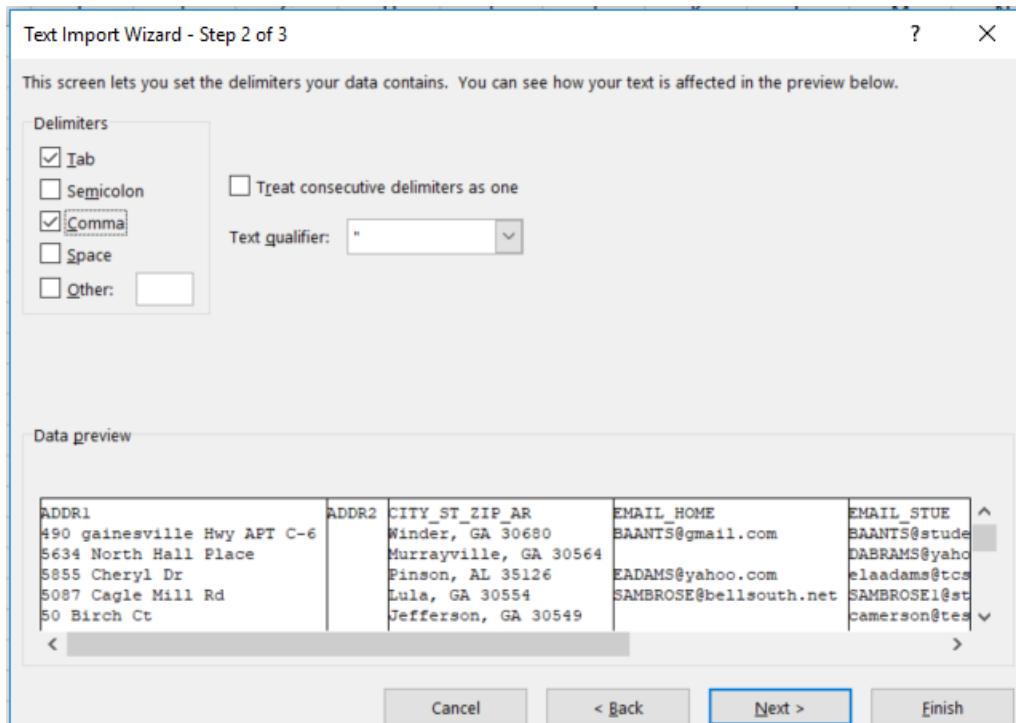 Text Import Wizard - Step 2 of 3 ?
This screen lets you set the delimiters your data contains. You can see how your text is affected in the preview below.
Delimiters
Tab
Semicolon
Comma
Space
Other:
Treat consecutive delimiters as one
Text qualifier: "
Data preview
ADDR1 ADDR2 CITY_ST_ZIP_AR EMAIL_HOME EMAIL_STUE
490 gainesville Hwy APT C-6 Winder, GA 30680 BAANTS@gmail.com BAANTS@stude
5634 North Hall Place Murrayville, GA 30564 DABRAMS@yaho
5855 Cheryl Dr Pinson, AL 35126 EADAMS@yahoo.com elaadams@tcs
5087 Cagle Mill Rd Lula, GA 30554 SAMBROSE@bellsouth.net SAMBROSE1@st
50 Birch Ct Jefferson, GA 30549 camerson@tes
Cancel < Back Next > Finish